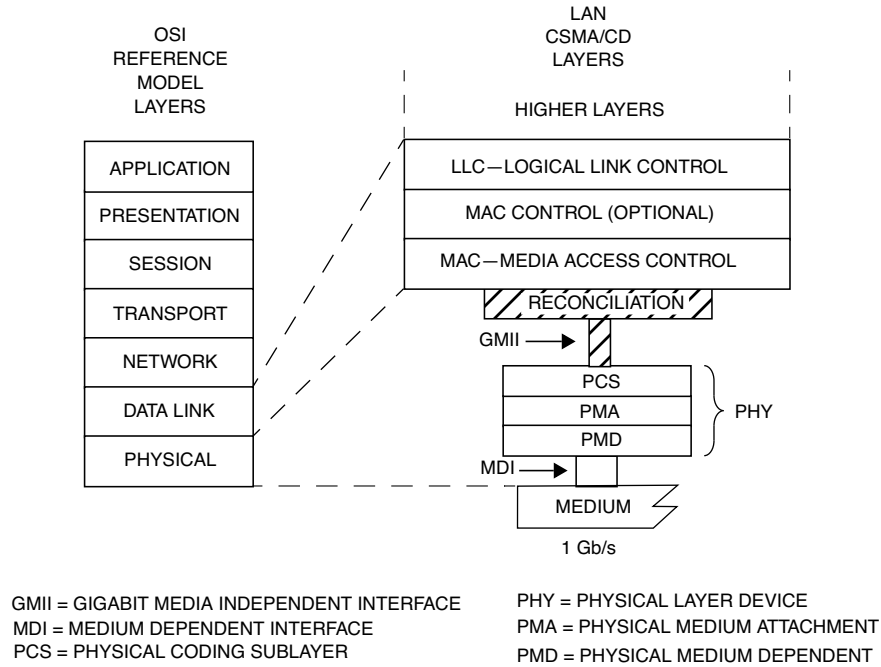 OSI
REFERENCE
MODEL
LAYERS
LAN
CSMA/CD
LAYERS
HIGHER LAYERS
APPLICATION
PRESENTATION
SESSION
TRANSPORT
NETWORK
DATA LINK
PHYSICAL
LLC—LOGICAL LINK CONTROL
MAC CONTROL (OPTIONAL)
MAC—MEDIA ACCESS CONTROL
RECONCILIATION
GMII
PCS
PMA
PMD
PHY
MDI
MEDIUM
1 Gb/s
GMII = GIGABIT MEDIA INDEPENDENT INTERFACE
MDI = MEDIUM DEPENDENT INTERFACE
PCS = PHYSICAL CODING SUBLAYER
PHY = PHYSICAL LAYER DEVICE
PMA = PHYSICAL MEDIUM ATTACHMENT
PMD = PHYSICAL MEDIUM DEPENDENT